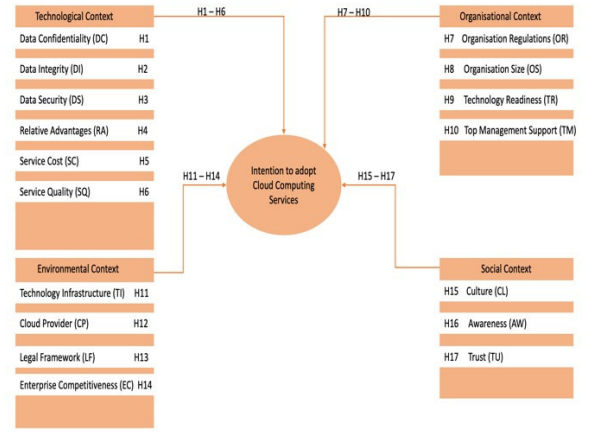 Technological Context
Data Confidentiality (DC) H1
Data Integrity (DI) H2
Data Security (DS) H3
Relative Advantages (RA) H4
Service Cost (SC) H5
Service Quality (SQ) H6
H1 – H6
H7 – H10
Organisational Context
H7 Organisation Regulations (OR)
H8 Organisation Size (OS)
H9 Technology Readiness (TR)
H10 Top Management Support (TM)
Intention to adopt
Cloud Computing
Services
H11 – H14
H15 – H17
Environmental Context
Technology Infrastructure (TI) H11
Cloud Provider (CP) H12
Legal Framework (LF) H13
Enterprise Competitiveness (EC) H14
Social Context
H15 Culture (CL)
H16 Awareness (AW)
H17 Trust (TU)